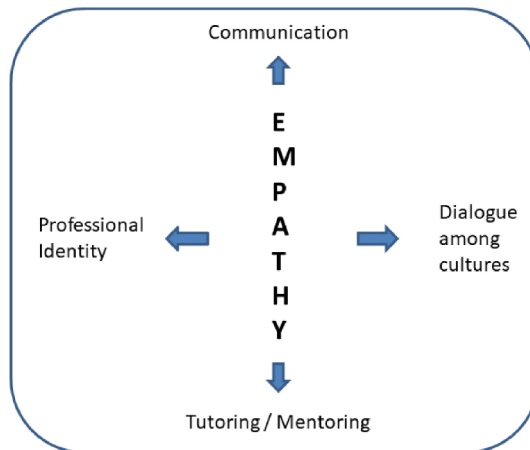 Communication
E
M
P
A
T
H
Y
Professional
Identity
Dialogue
among
cultures
Tutoring / Mentoring